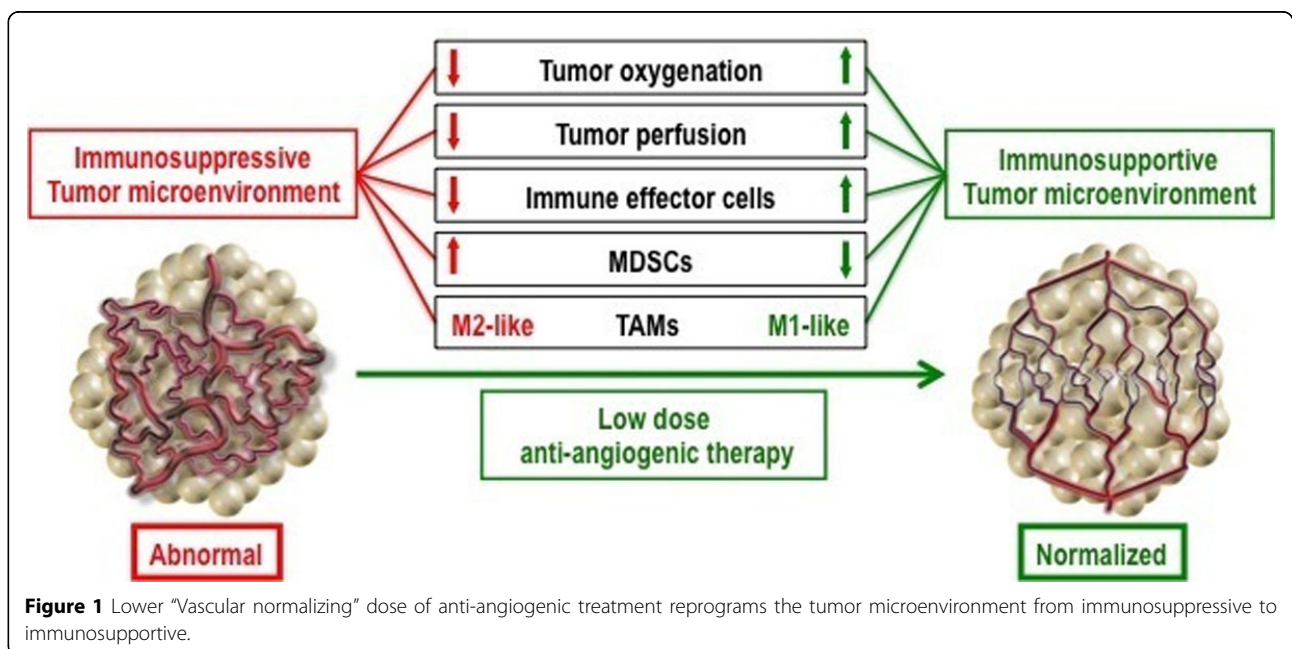 Tumor oxygenation
Tumor perfusion
Immune effector cells
MDSCs
M2-like TAMs M1-like
Immunosuppressive
Tumor microenvironment
Immunosupportive
Tumor microenvironment
Low dose
anti-angiogenic therapy
Abnormal
Normalized
Figure 1 Lower “Vascular normalizing” dose of anti-angiogenic treatment reprograms the tumor microenvironment from immunosuppressive to
immunosupportive.